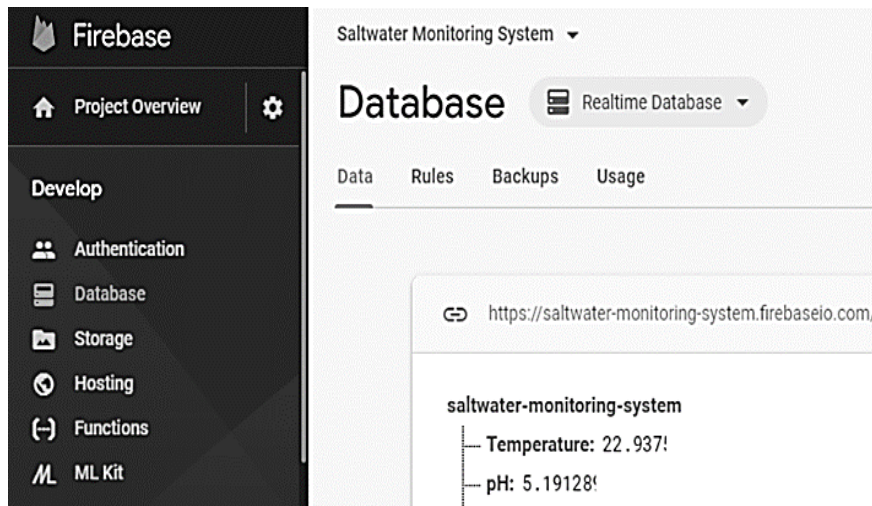 Firebase
Project Overview
Develop
Authentication
Database
Storage
Hosting
Functions
ML Kit
Saltwater Monitoring System
Database
Realtime Database
Data Rules Backups Usage
https://saltwater-monitoring-system.firebaseio.com/
saltwater-monitoring-system
Temperature: 22.937
pH: 5.19128